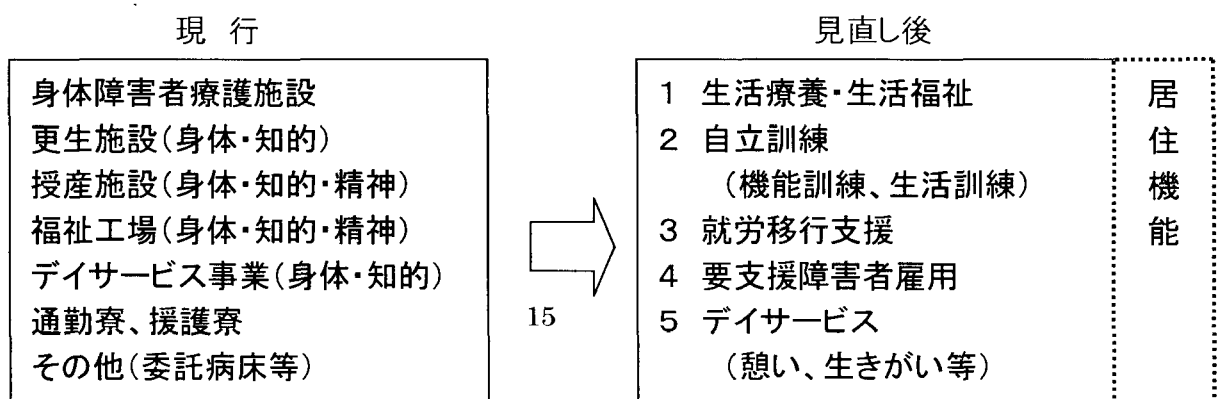 現 行
身体障害者療護施設
更生施設(身体・知的)
授産施設(身体・知的・精神)
福祉工場(身体・知的・精神)
デイサービス事業(身体・知的)
通勤寮、援護寮
その他(委託病床等)
15
見直し後
1 生活療養・生活福祉
2 自立訓練
(機能訓練、生活訓練)
3 就労移行支援
4 要支援障害者雇用
5 デイサービス
(憩い、生きがい等)
居
住
機
能